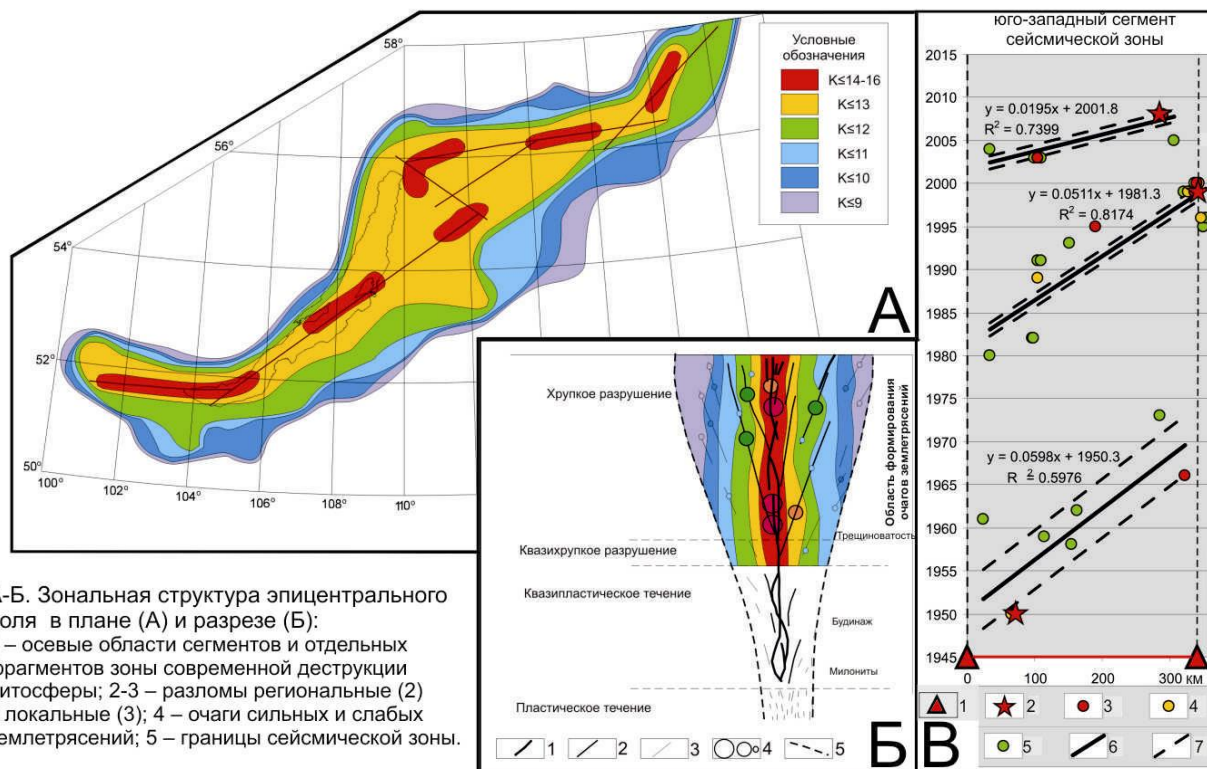 58°
56°
54°
52°
50°
100°
102°
104°
106°
108°
110°
Условные
обозначения
K≤14-16
K≤13
K≤12
K≤11
K≤10
K≤9
А
Хрупкое разрушение
Квазихрупкое разрушение
Квазипластическое течение
Пластическое течение
Область формирования
очагов землетрясений
Трещиноватость
Будинаж
Милониты
1 2 3 4 5
Б
А-Б. Зональная структура эпицентрального
поля в плане (А) и разрезе (Б):
– осевые области сегментов и отдельных
фрагментов зоны современной деструкции
литосферы; 2-3 – разломы региональные (2)
локальные (3); 4 – очаги сильных и слабых
землетрясений; 5 – границы сейсмической зоны.
юго-западный сегмент
сейсмической зоны
2015
2010
2005
2000
1995
1990
1985
1980
1975
1970
1965
1960
1955
1950
1945
y = 0.0195x + 2001.8
R² = 0.7399
y = 0.0511x + 1981.3
R² = 0.8174
y = 0.0598x + 1950.3
R² = 0.5976
0 100 200 300 км
1 2 3 4
5 6 7
В